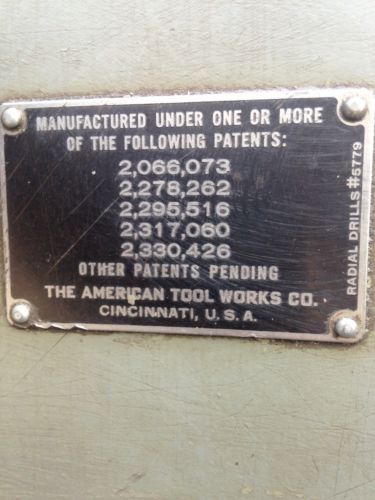 MANUFACTURED UNDER ONE OR MORE
OF THE FOLLOWING PATENTS:
2,066,073
2,278,262
2,295,516
2,317,060
2,330,426
OTHER PATENTS PENDING
THE AMERICAN TOOL WORKS CO.
CINCINNATI, U.S.A.
RADIAL DRILLS #5779